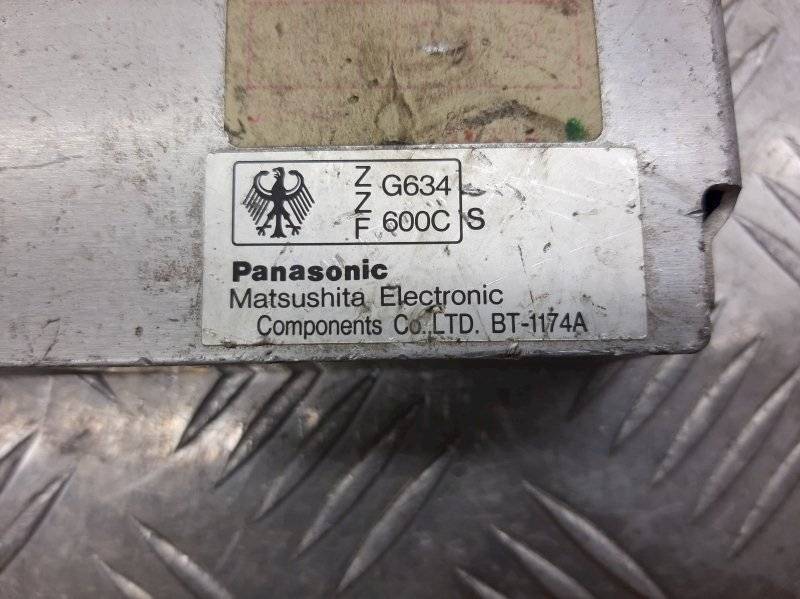 Z
Z
F
G634
600C
S
Panasonic
Matsushita Electronic
Components Co.,LTD. BT-1174A